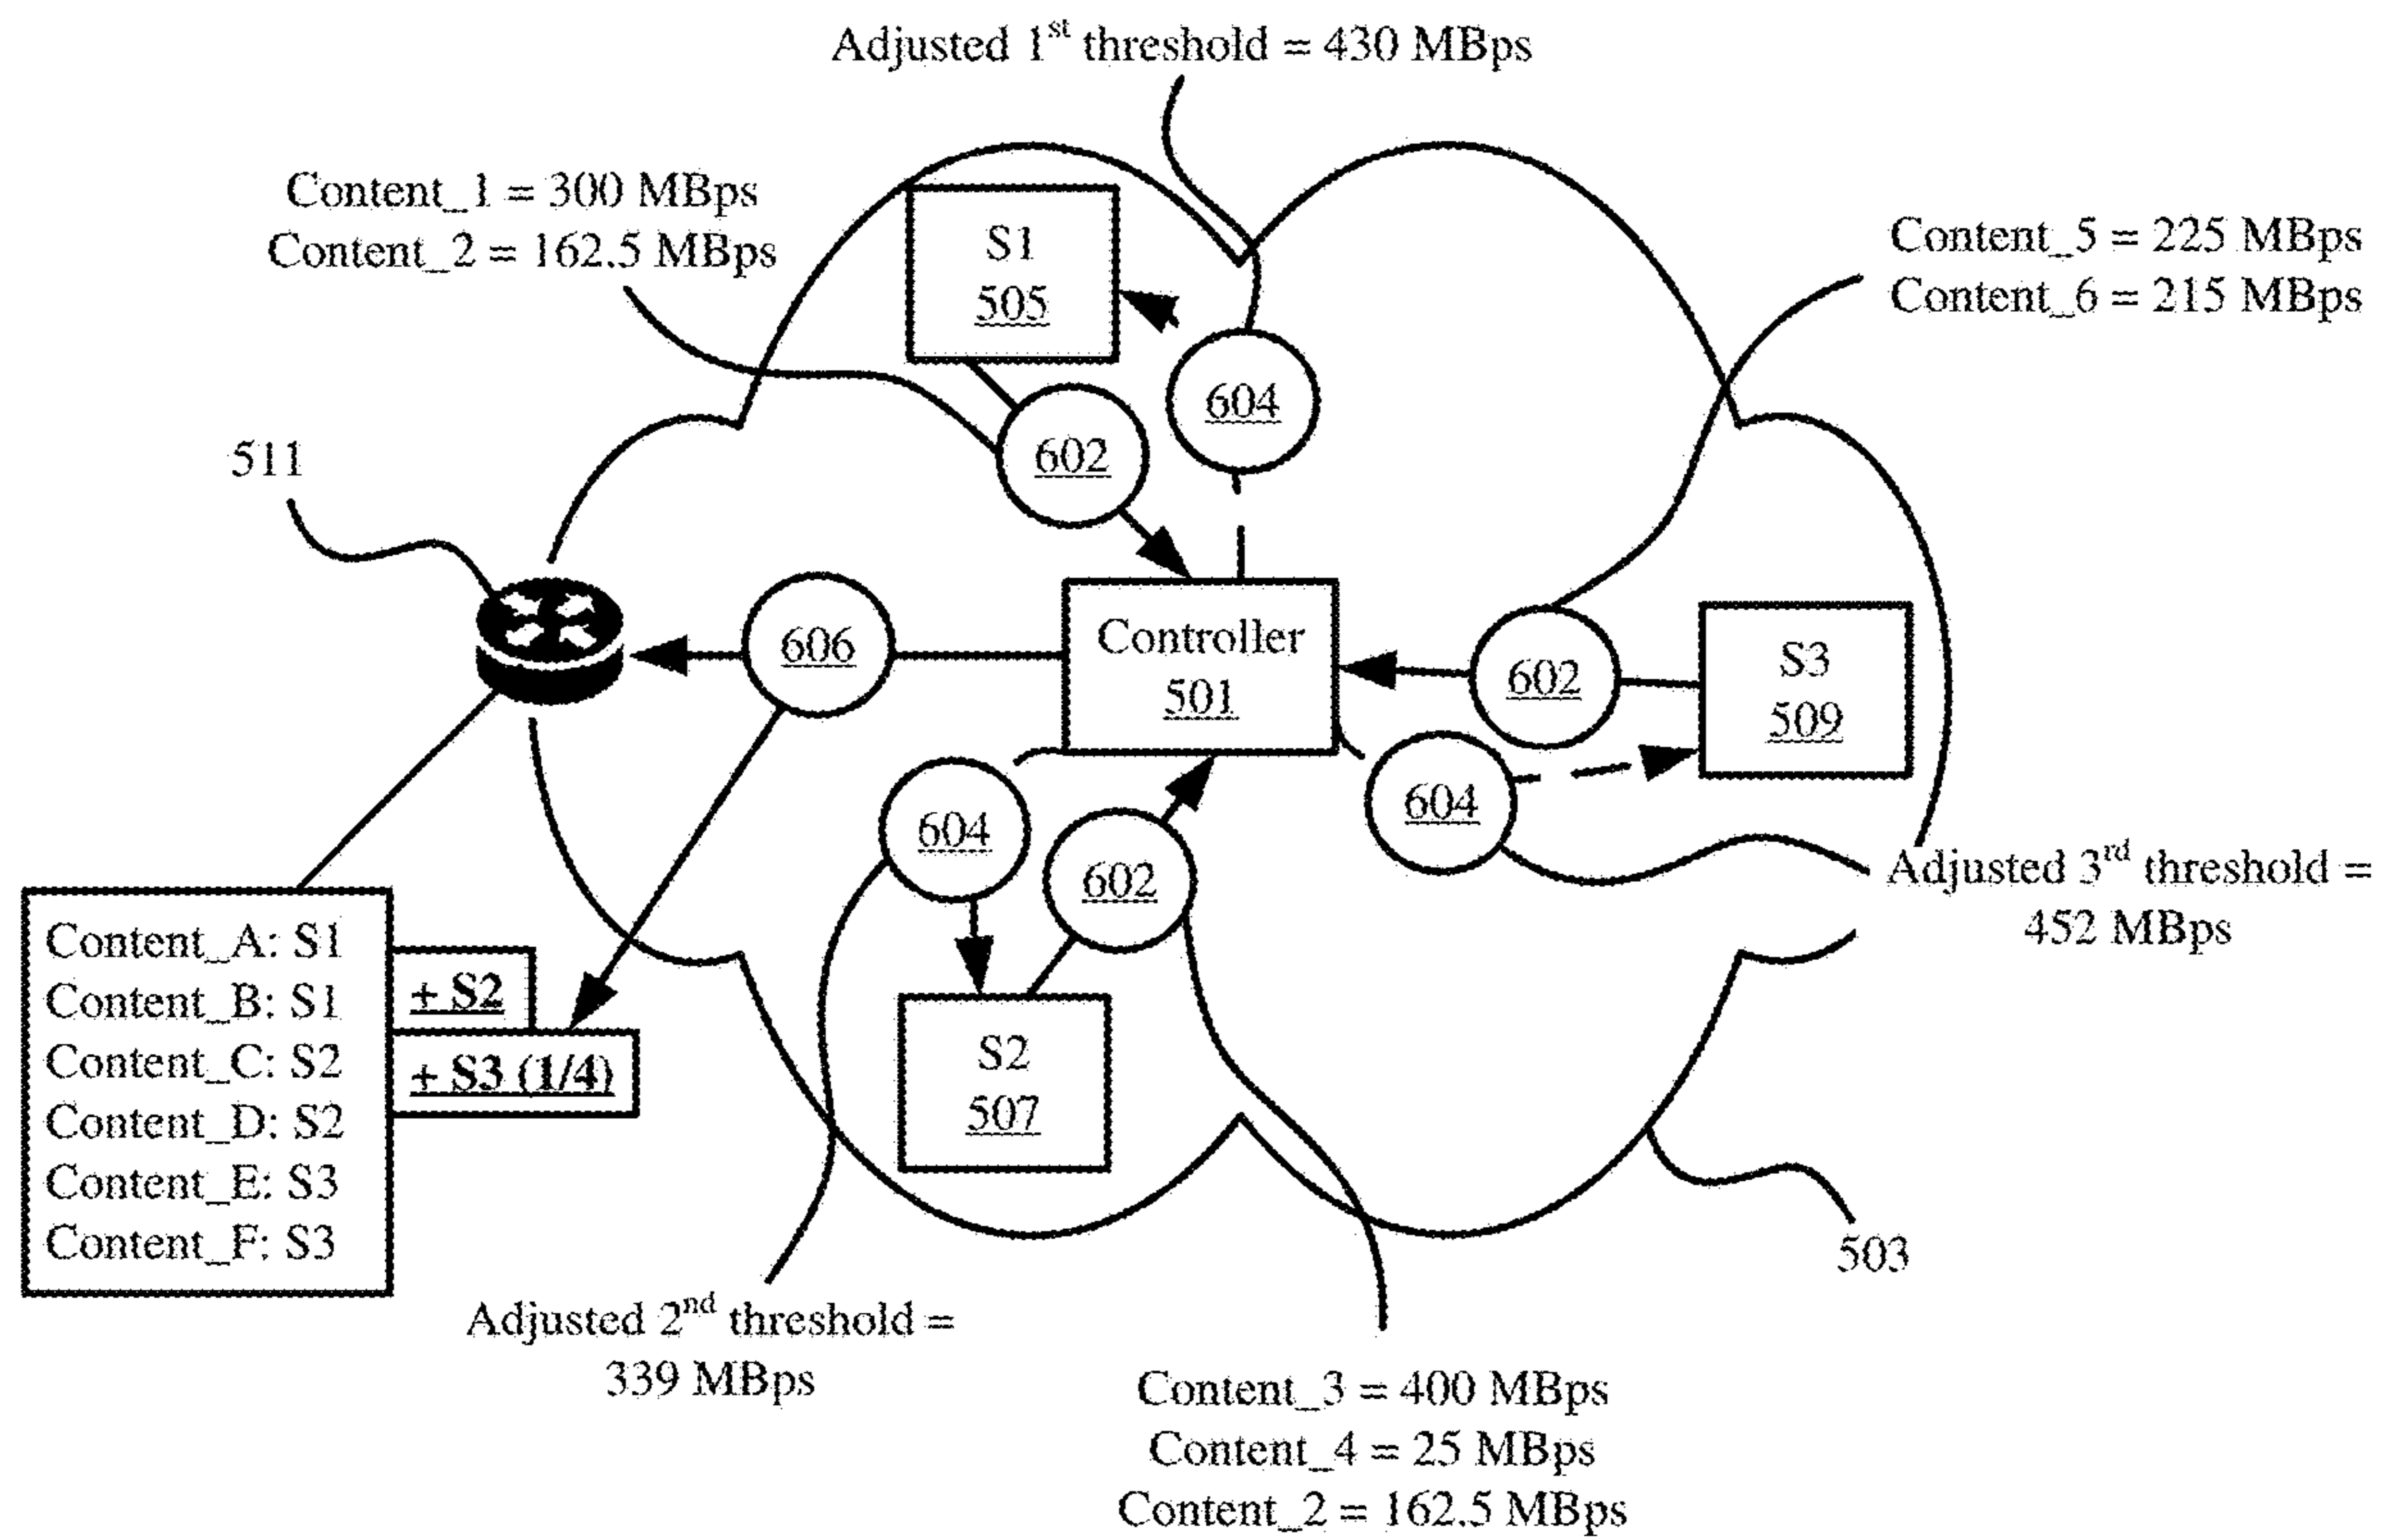 Adjusted 1st threshold = 430 MBps
Content_1 = 300 MBps
Content_2 = 162.5 MBps
Content_5 = 225 MBps
Content_6 = 215 MBps
S1
505
604
602
511
606
Controller
501
602
S3
509
604
604
602
Adjusted 3rd threshold =
452 MBps
Content_A: S1
Content_B: S1
Content_C: S2
Content_D: S2
Content_E: S3
Content_F: S3
+ S2
+ S3 (1/4)
S2
507
503
Adjusted 2nd threshold =
339 MBps
Content_3 = 400 MBps
Content_4 = 25 MBps
Content_2 = 162.5 MBps